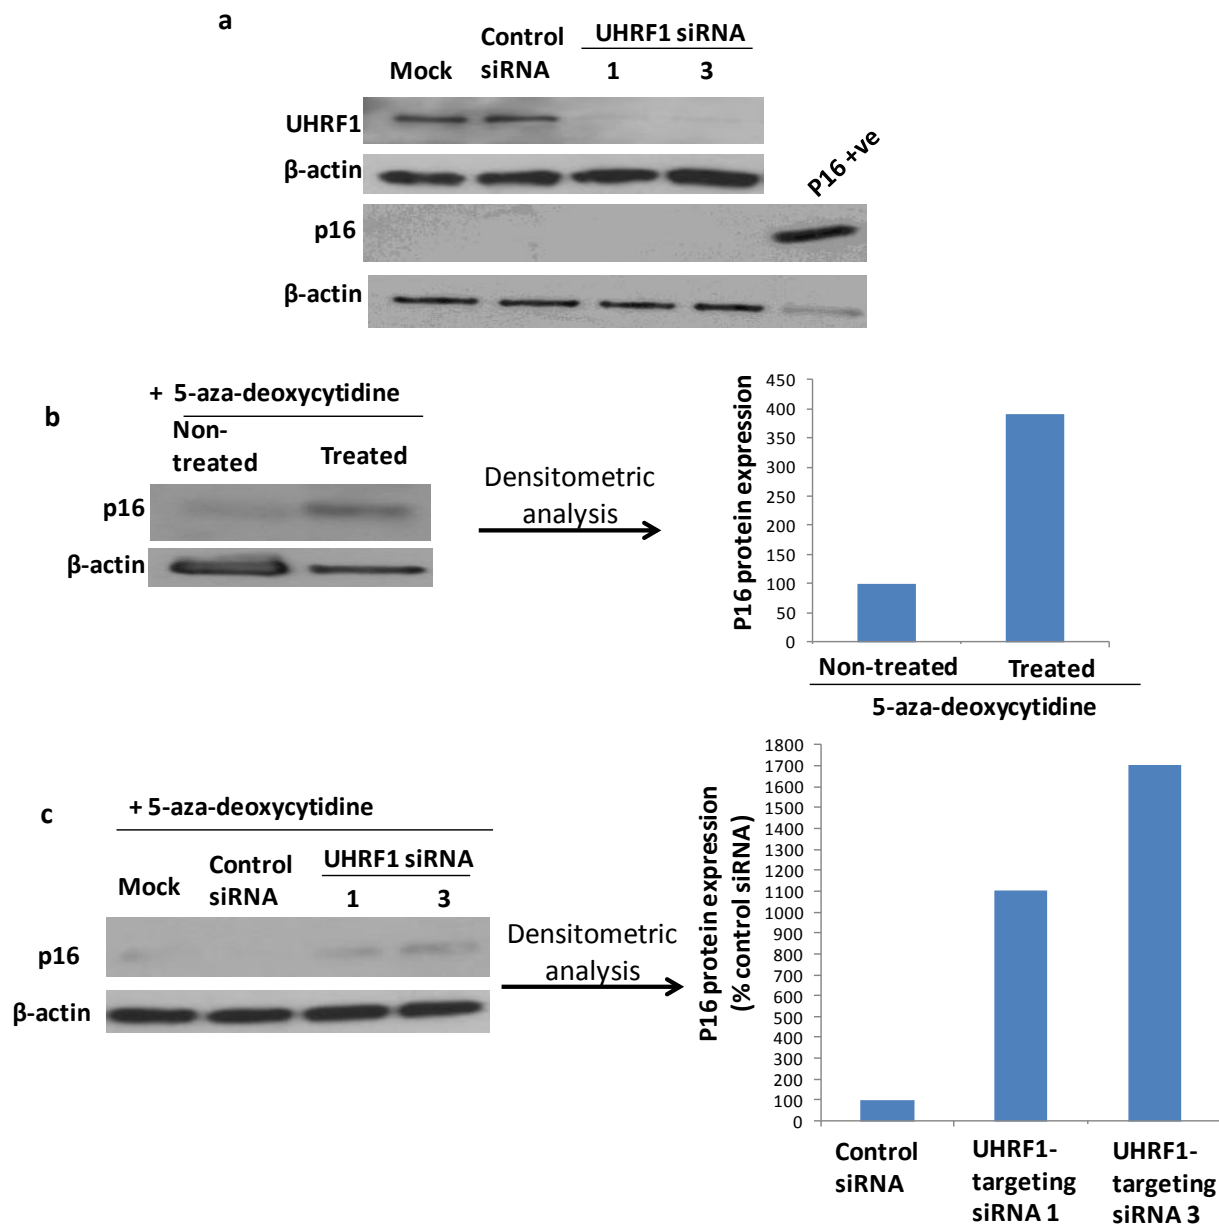 a
Control
siRNA
UHRF1 siRNA
Mock
1
3
UHRF1
β-actin
P16 +ve
p16
β-actin
b
+ 5-aza-deoxycytidine
Non-
treated
Treated
p16
β-actin
Densitometric
analysis
P16 protein expression
450
400
350
300
250
200
150
100
50
0
Non-treated
Treated
5-aza-deoxycytidine
c
+ 5-aza-deoxycytidine
Mock
Control
siRNA
UHRF1 siRNA
1
3
p16
β-actin
Densitometric
analysis
P16 protein expression
(% control siRNA)
1800
1700
1600
1500
1400
1300
1200
1100
1000
900
800
700
600
500
400
300
200
100
0
Control
siRNA
UHRF1-
targeting
siRNA 1
UHRF1-
targeting
siRNA 3